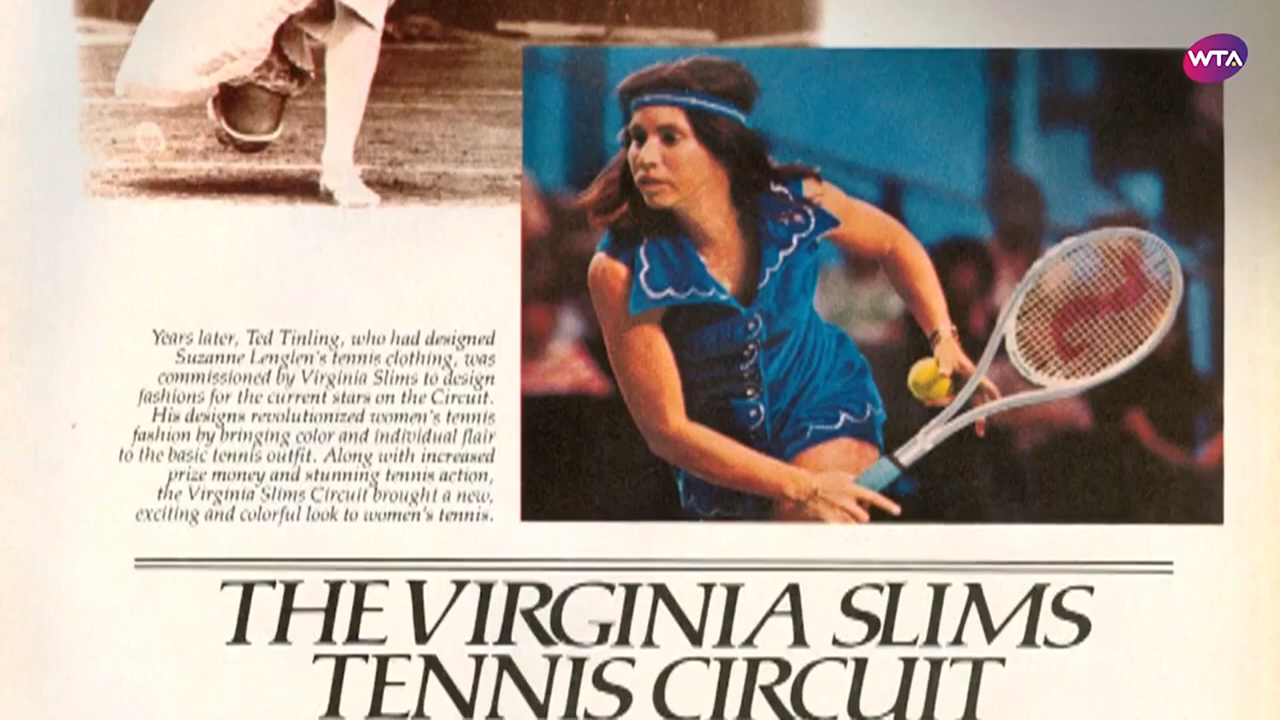 WTA
Years later, Ted Tinling, who had designed
Suzanne Lenglen's tennis clothing, was
commissioned by Virginia Slims to design
fashions for the current stars on the Circuit.
His designs revolutionized women's tennis
fashion by bringing color and individual flair
to the basic tennis outfit. Along with increased
prize money and stunning tennis action,
the Virginia Slims Circuit brought a new,
exciting and colorful look to women's tennis.
THE VIRGINIA SLIMS
TENNIS CIRCUIT